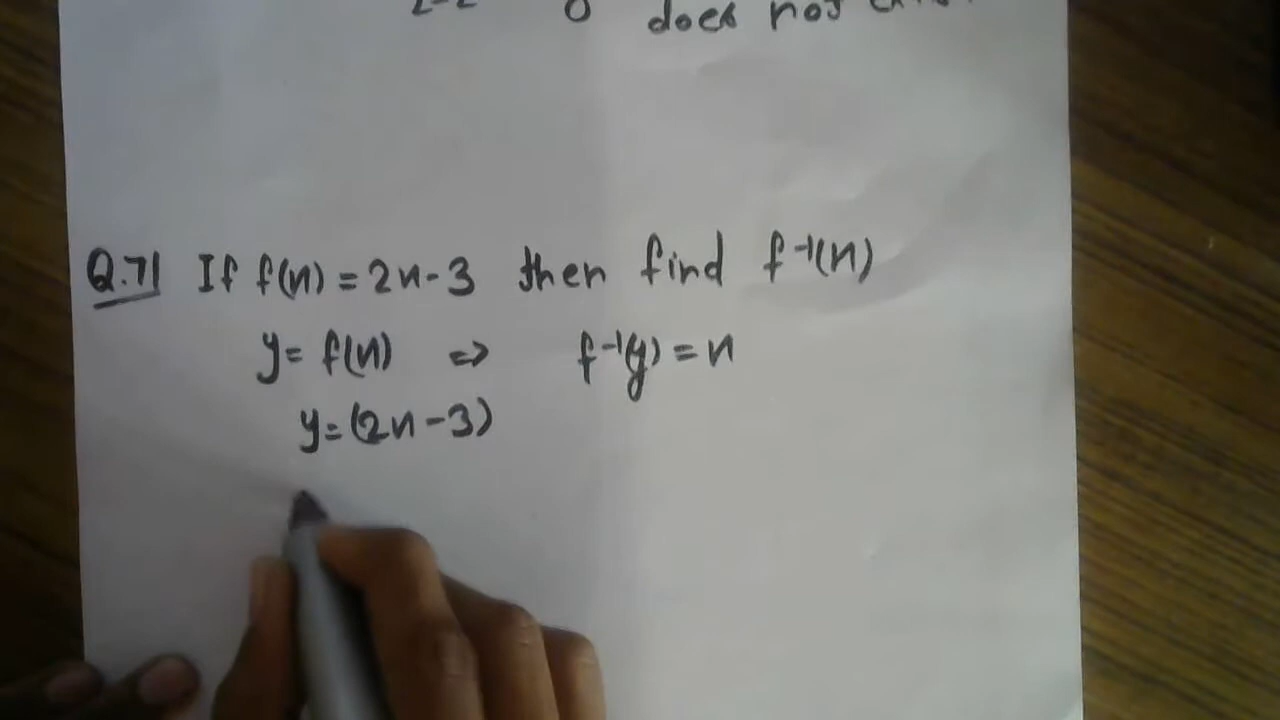 does not
Q.71 If f(n) = 2n-3 then find f⁻¹(n)
y = f(n) ⇒ f⁻¹(y) = n
y = (2n-3)